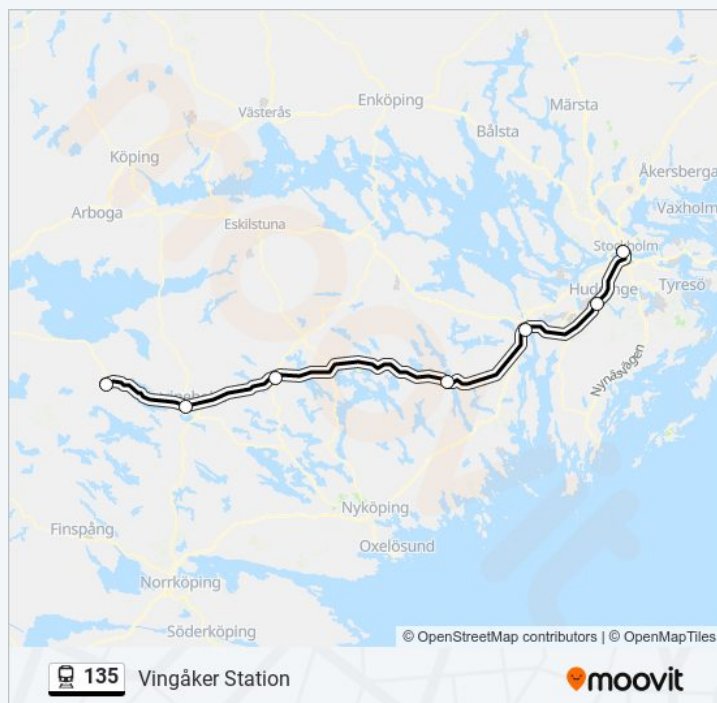 Enköping
Märsta
Västerås
Bålsta
Köping
Åkersberga
Arboga
Vaxholm
Eskilstuna
Stockholm
Tyresö
Nynäsvägen
Nyköping
Finspång
Oxelösund
Norrköping
Söderköping
© OpenStreetMap contributors | © OpenMapTiles
135 Vingåker Station moovit